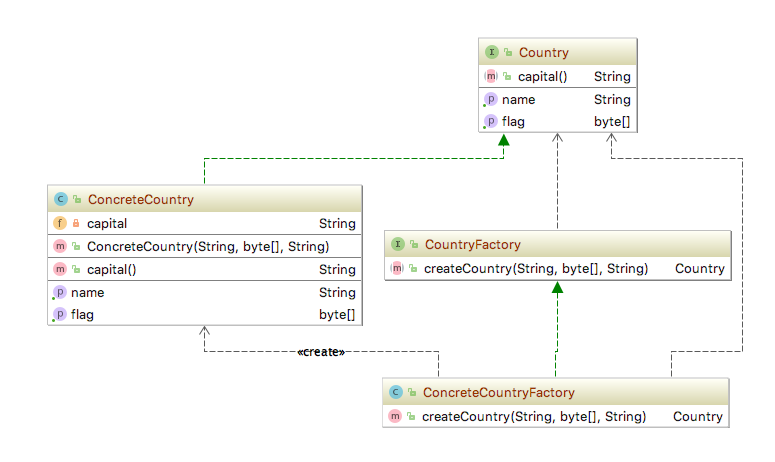 I Country
m capital() String
p name String
p flag byte[]
C ConcreteCountry
f capital String
m ConcreteCountry(String, byte[], String)
m capital() String
p name String
p flag byte[]
I CountryFactory
m createCountry(String, byte[], String) Country
«create»
C ConcreteCountryFactory
m createCountry(String, byte[], String) Country